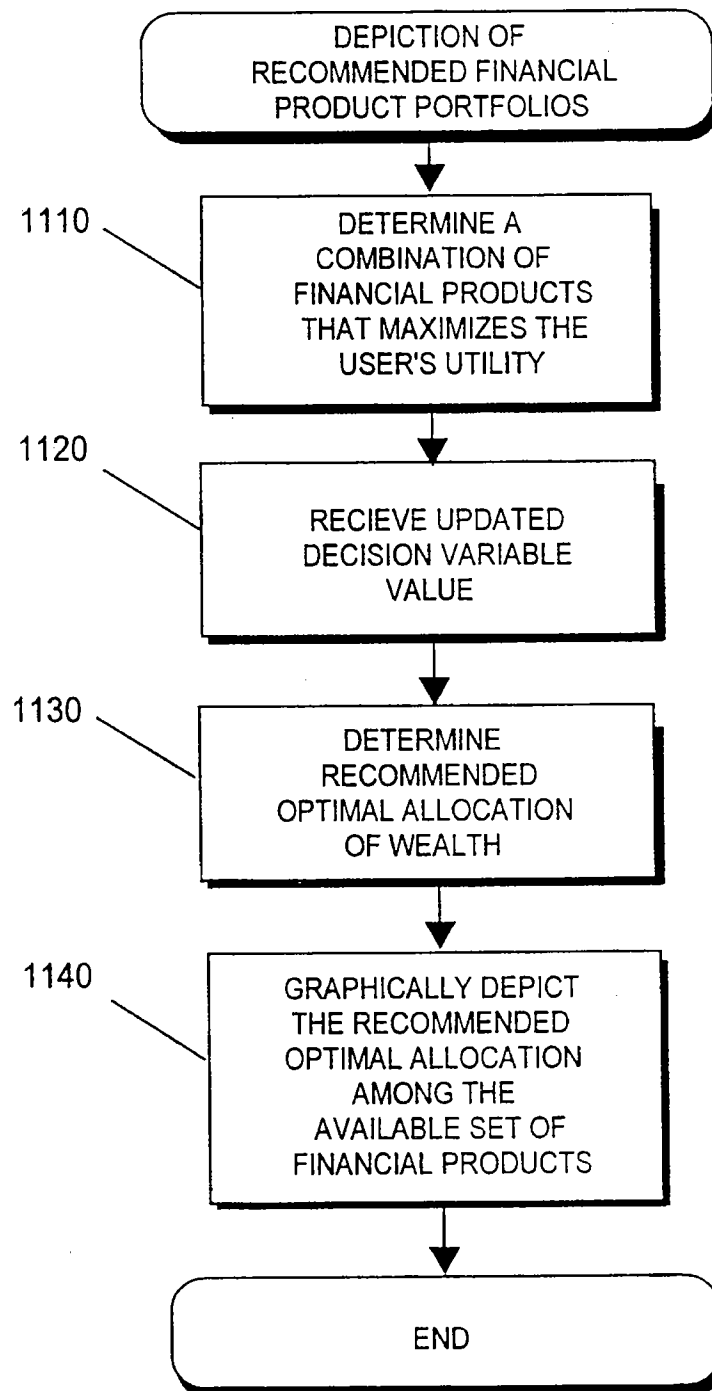 DEPICTION OF
RECOMMENDED FINANCIAL
PRODUCT PORTFOLIOS
1110
DETERMINE A
COMBINATION OF
FINANCIAL PRODUCTS
THAT MAXIMIZES THE
USER'S UTILITY
1120
RECIEVE UPDATED
DECISION VARIABLE
VALUE
1130
DETERMINE
RECOMMENDED
OPTIMAL ALLOCATION
OF WEALTH
1140
GRAPHICALLY DEPICT
THE RECOMMENDED
OPTIMAL ALLOCATION
AMONG THE
AVAILABLE SET OF
FINANCIAL PRODUCTS
END